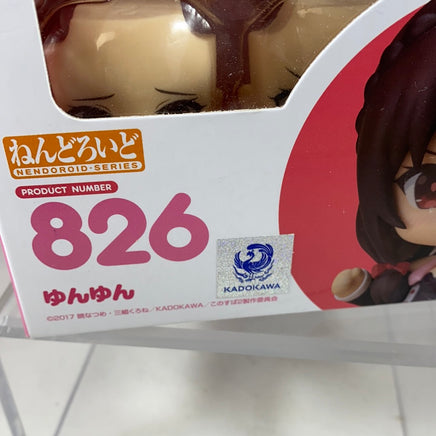 ねんどろいど
NENDOROID·SERIES
PRODUCT NUMBER
826
ゆんゆん
KADOKAWA
©2017 暁なつめ・三嶋くろね/KADOKAWA/このすば2製作委員会